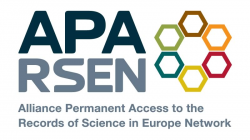 APA
RSEN
Alliance Permanent Access to the
Records of Science in Europe Network